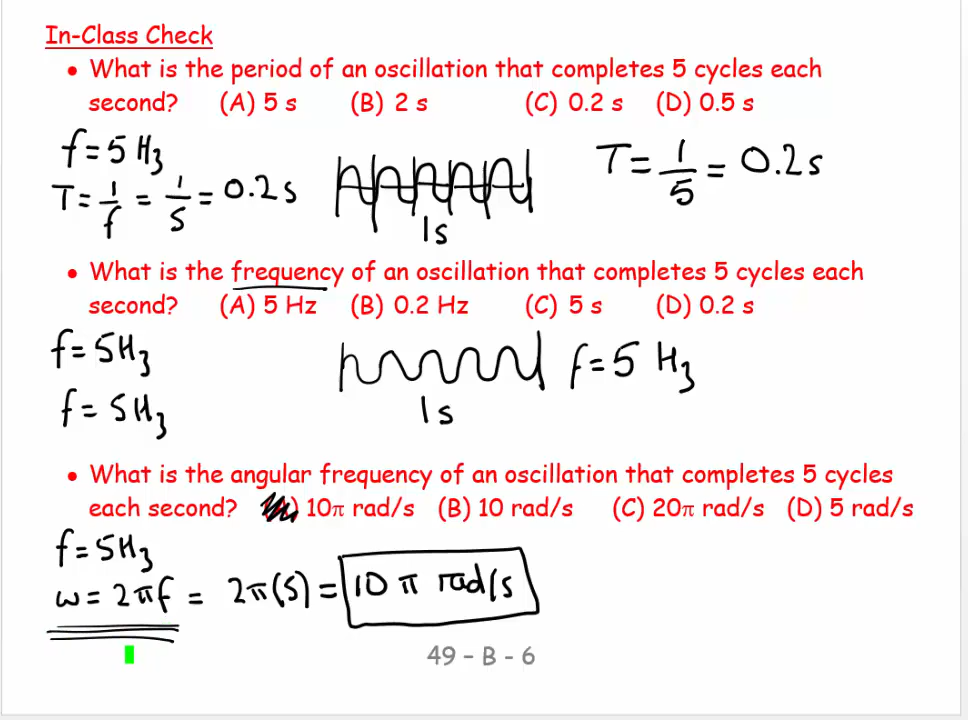 In-Class Check
• What is the period of an oscillation that completes 5 cycles each
second? (A) 5 s (B) 2 s (C) 0.2 s (D) 0.5 s
f = 5 Hz
T = 1/f = 1/5 = 0.2 s
1s
T = 1/5 = 0.2 s
• What is the frequency of an oscillation that completes 5 cycles each
second? (A) 5 Hz (B) 0.2 Hz (C) 5 s (D) 0.2 s
f = 5Hz
f = 5Hz
1s
f = 5 Hz
• What is the angular frequency of an oscillation that completes 5 cycles
each second? 10π rad/s (B) 10 rad/s (C) 20π rad/s (D) 5 rad/s
f = 5Hz
ω = 2πf = 2π(5) = 10 π rad/s
49 - B - 6